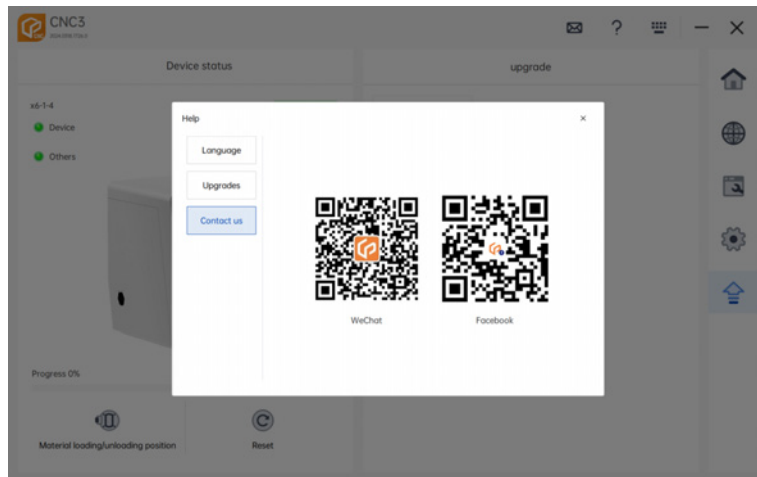 CNC3
Device status
upgrade
x6-1-4
Device
Others
Help
Language
Upgrades
Contact us
WeChat
Facebook
Progress 0%
Material loading/unloading position
Reset